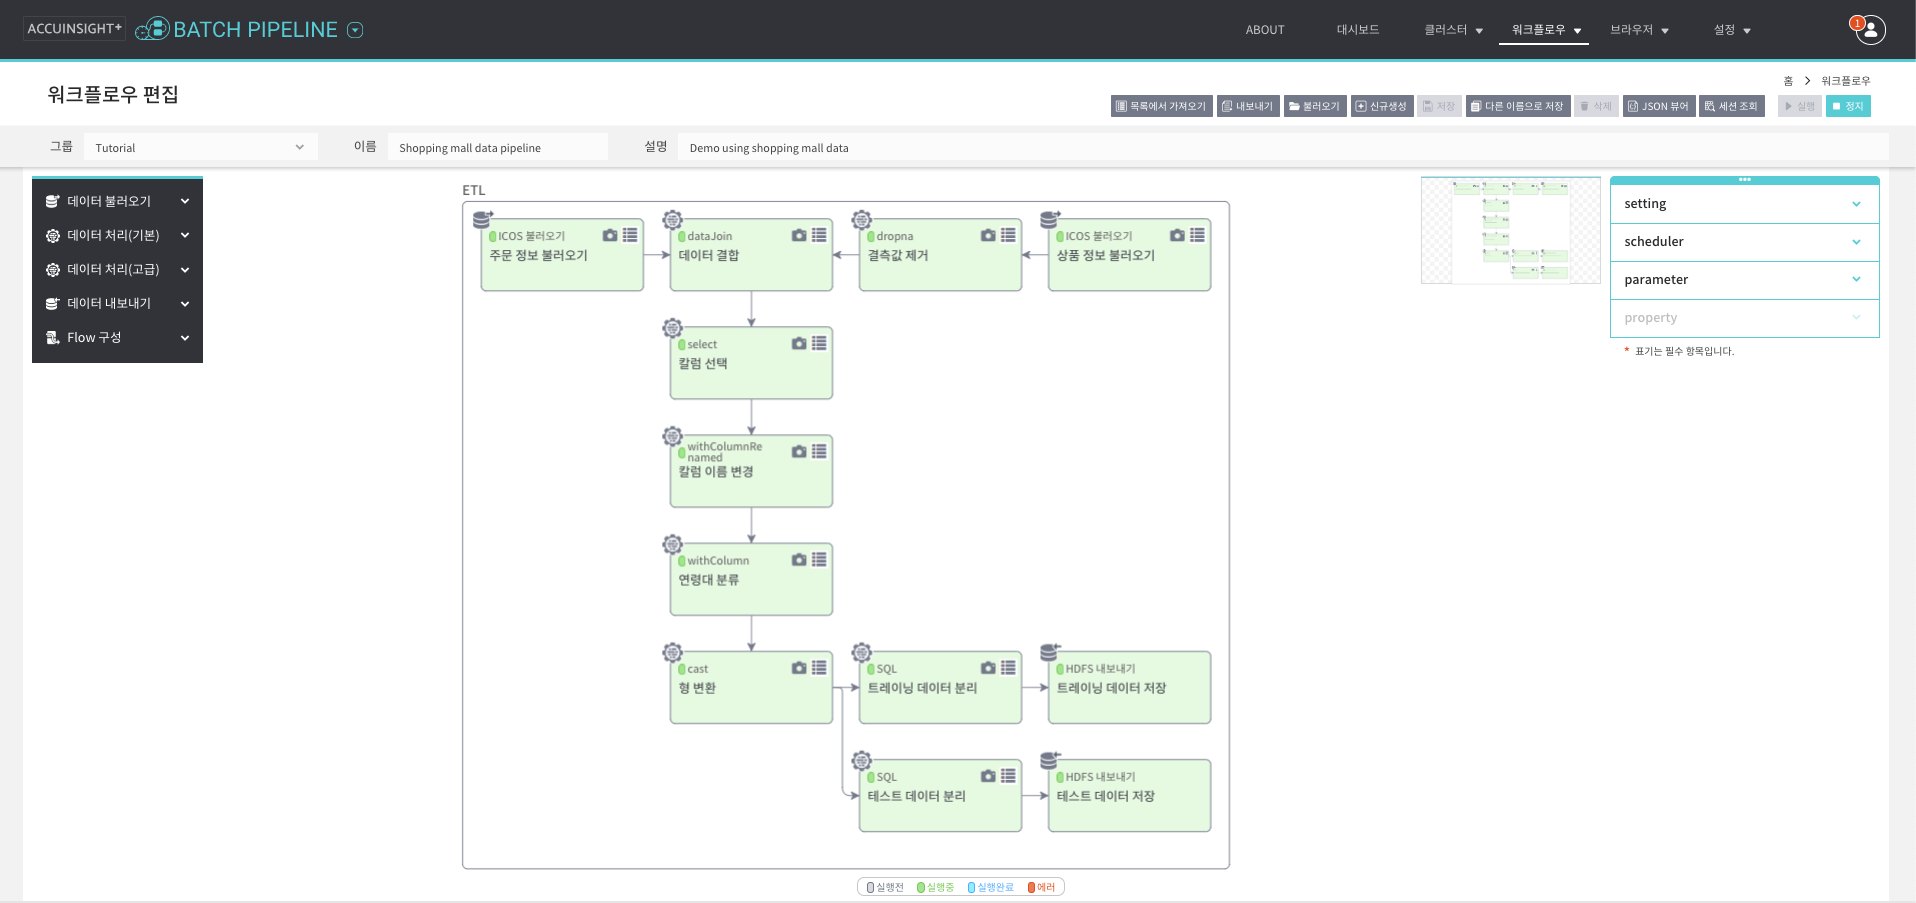 ACCUINSIGHT+
BATCH PIPELINE
ABOUT
대시보드
클러스터
워크플로우
브라우저
설정
1
워크플로우 편집
홈 > 워크플로우
목록에서 가져오기
내보내기
불러오기
신규생성
저장
다른 이름으로 저장
삭제
JSON 뷰어
세션 조회
실행
정지
그룹
Tutorial
이름
Shopping mall data pipeline
설명
Demo using shopping mall data
데이터 불러오기
데이터 처리(기본)
데이터 처리(고급)
데이터 내보내기
Flow 구성
ETL
ICOS 불러오기
주문 정보 불러오기
dataJoin
데이터 결합
dropna
결측값 제거
ICOS 불러오기
상품 정보 불러오기
select
칼럼 선택
withColumnRe
named
칼럼 이름 변경
withColumn
연령대 분류
cast
형 변환
SQL
트레이닝 데이터 분리
HDFS 내보내기
트레이닝 데이터 저장
SQL
테스트 데이터 분리
HDFS 내보내기
테스트 데이터 저장
실행전
실행중
실행완료
에러
setting
scheduler
parameter
property
* 표기는 필수 항목입니다.